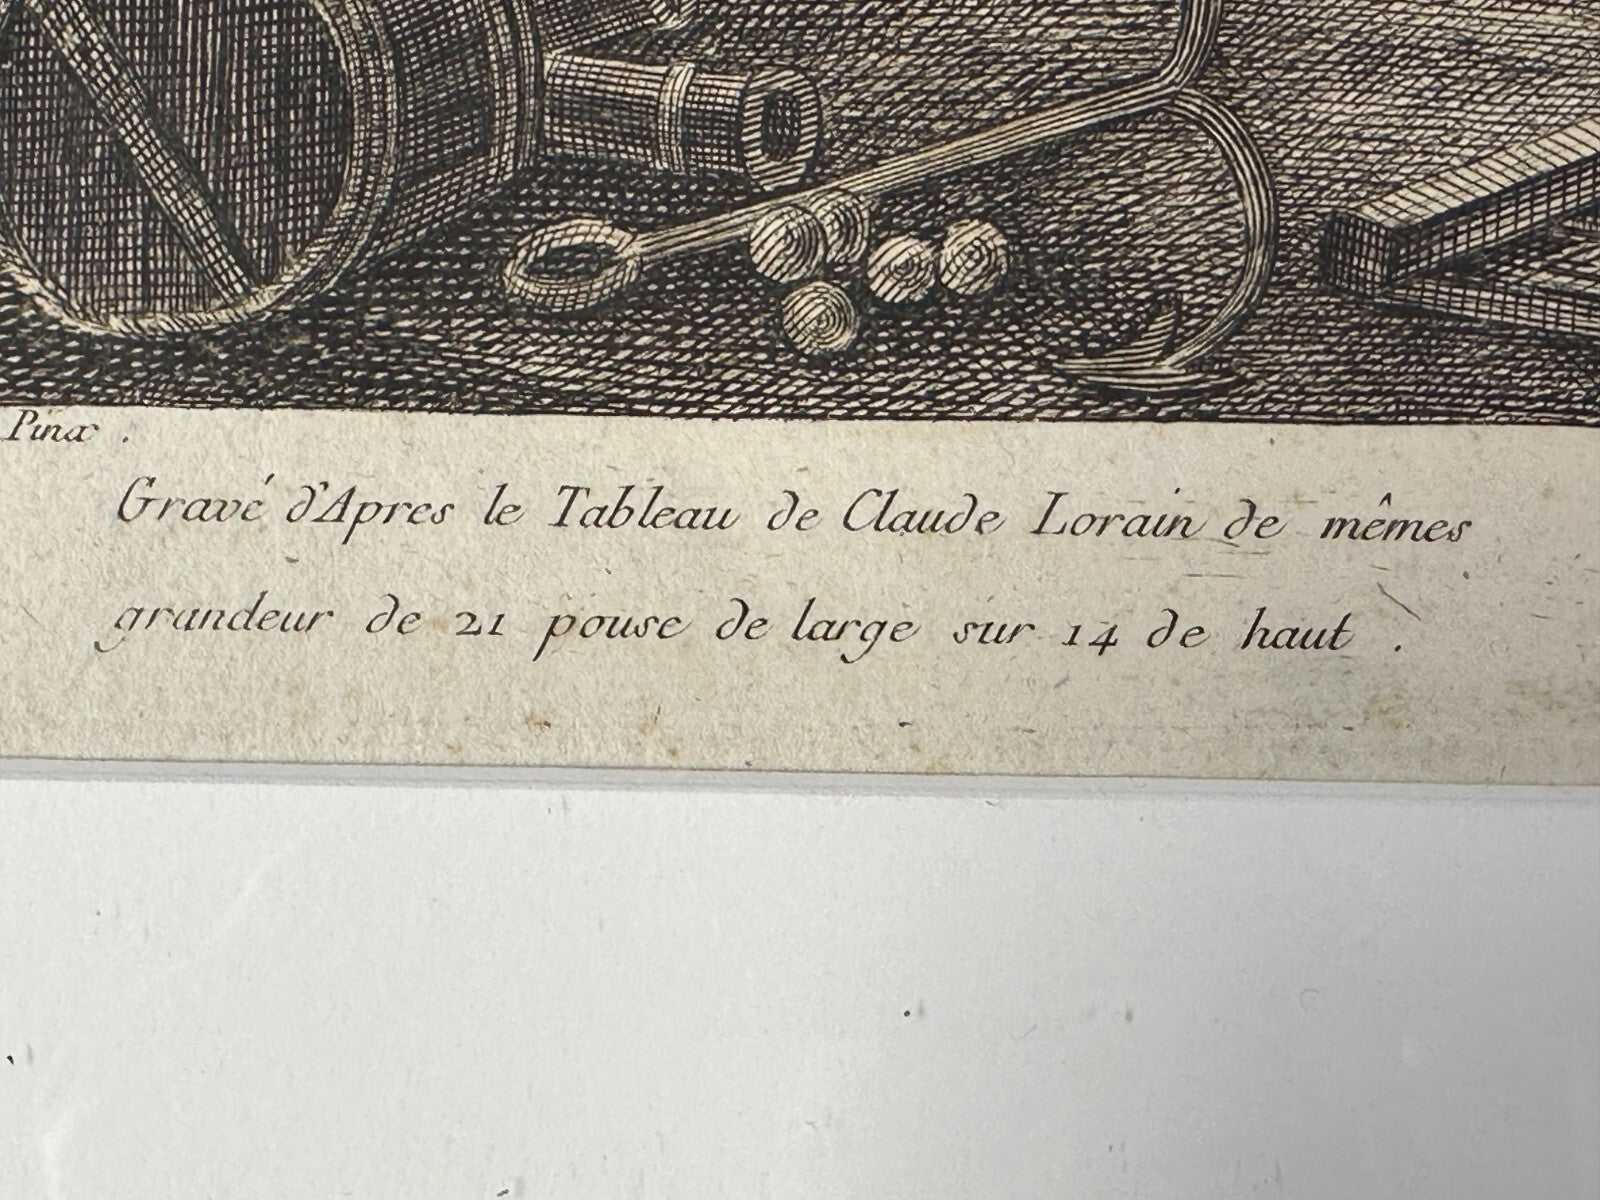 Pinx .
Gravé d'Apres le Tableau de Claude Lorain de mêmes
grandeur de 21 pouse de large sur 14 de haut .